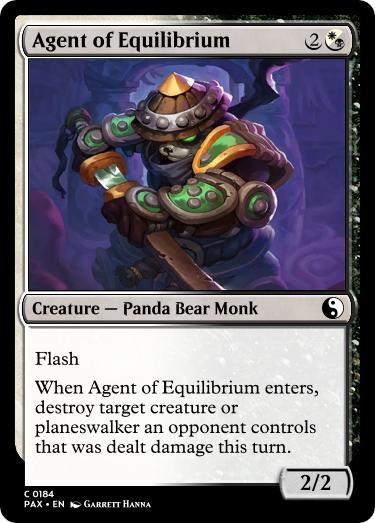 Agent of Equilibrium 2
Creature — Panda Bear Monk
Flash
When Agent of Equilibrium enters,
destroy target creature or
planeswalker an opponent controls
that was dealt damage this turn.
2/2
C 0184
PAX • EN Garrett Hanna